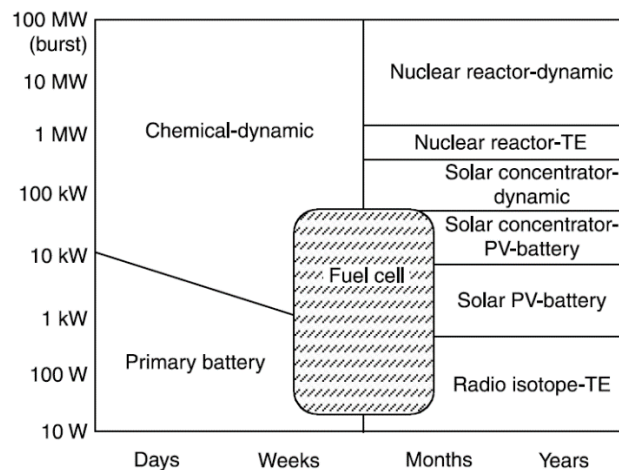 100 MW
(burst)
10 MW
1 MW
100 kW
10 kW
1 kW
100 W
10 W
Chemical-dynamic
Primary battery
Fuel cell
Nuclear reactor-dynamic
Nuclear reactor-TE
Solar concentrator-
dynamic
Solar concentrator-
PV-battery
Solar PV-battery
Radio isotope-TE
Days Weeks Months Years